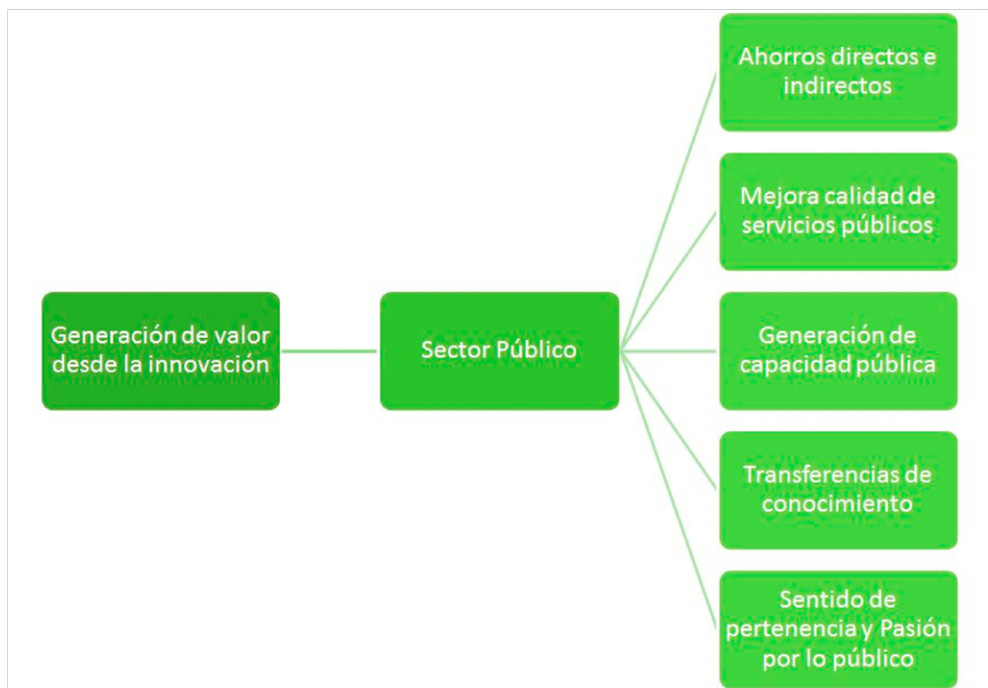 Generación de valor
desde la innovación
Sector Público
Ahorros directos e
indirectos
Mejora calidad de
servicios públicos
Generación de
capacidad pública
Transferencias de
conocimiento
Sentido de
pertenencia y Pasión
por lo público